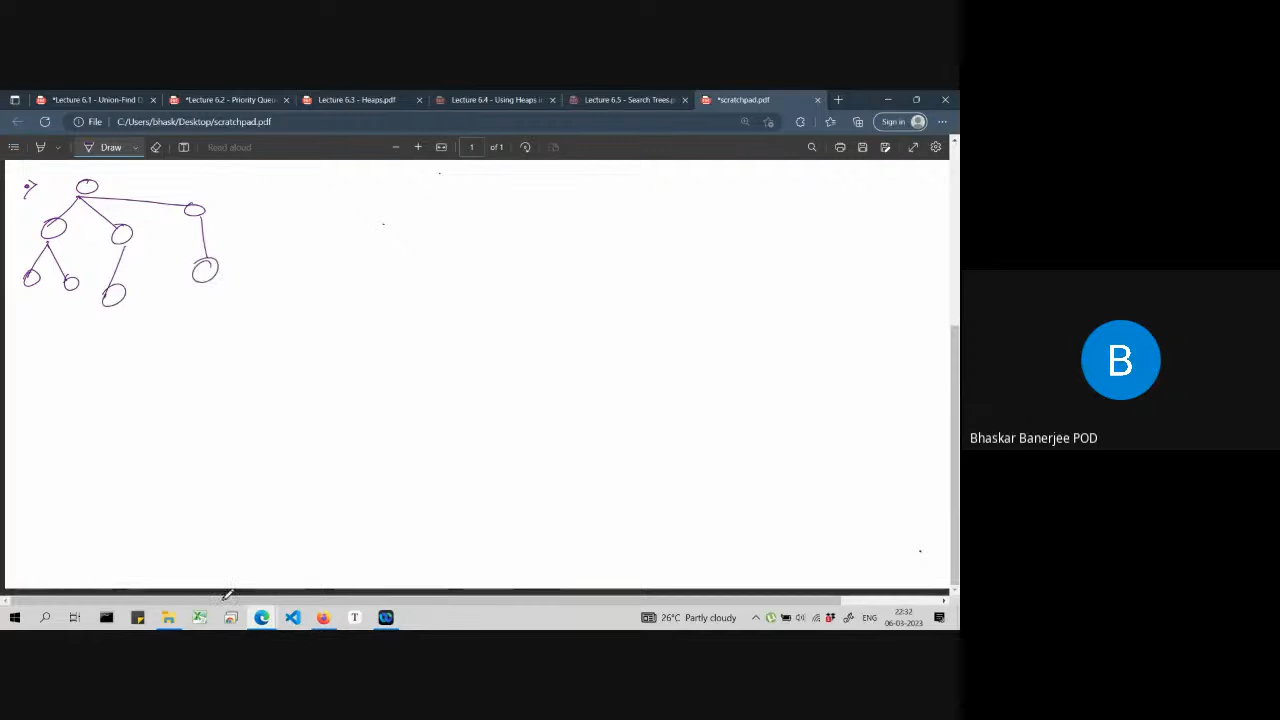 *Lecture 6.1 - Union-Find D
*Lecture 6.2 - Priority Queu
Lecture 6.3 - Heaps.pdf
Lecture 6.4 - Using Heaps i
Lecture 6.5 - Search Trees.p
*scratchpad.pdf
File C:/Users/bhask/Desktop/scratchpad.pdf
Sign in
Draw
Read aloud
1 of 1
B
Bhaskar Banerjee POD
T
26°C Partly cloudy
ENG
22:32
06-03-2023